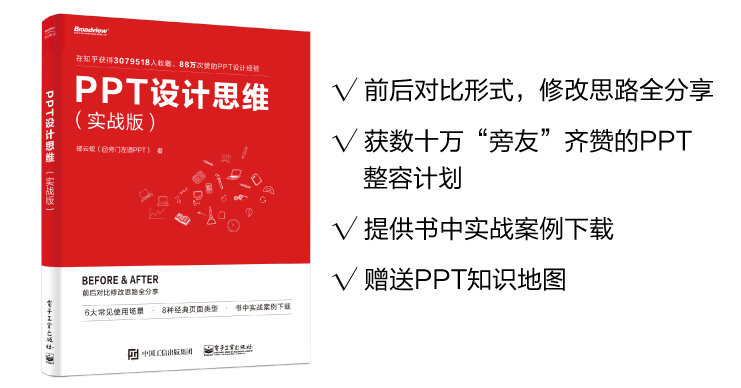 Broadview
在知乎获得3079518人收藏、88万次赞的PPT设计经验
PPT设计思维
(实战版)
邵云蛟(@旁门左道PPT) 著
BEFORE & AFTER
前后对比修改思路全分享
6大常见使用场景 · 8种经典页面类型 · 书中实战案例下载
中国工信出版集团
电子工业出版社
PPT设计思维
(实战版)
电子工业出版社
√ 前后对比形式，修改思路全分享
√ 获数十万“旁友”齐赞的PPT
整容计划
√ 提供书中实战案例下载
√ 赠送PPT知识地图